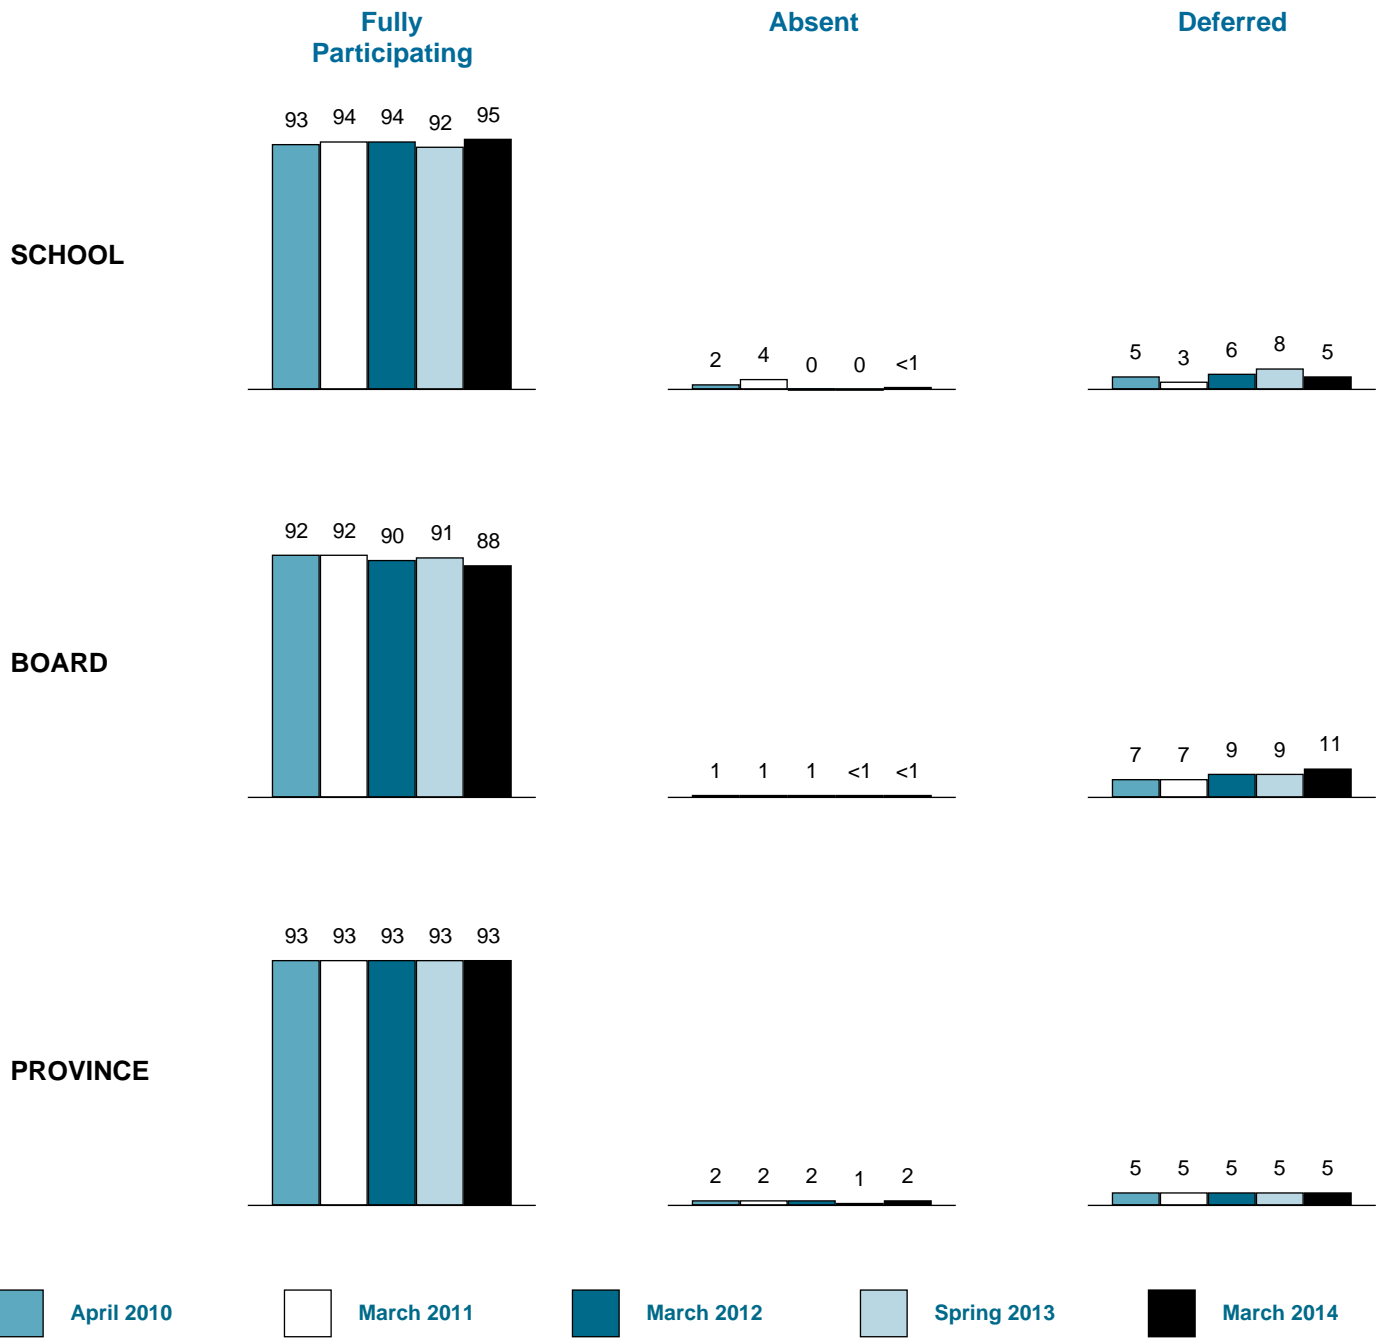 Fully
Participating
Absent
Deferred
SCHOOL
93 94 94 92 95
2 4 0 0 <1
5 3 6 8 5
BOARD
92 92 90 91 88
1 1 1 <1 <1
7 7 9 9 11
PROVINCE
93 93 93 93 93
2 2 2 1 2
5 5 5 5 5
April 2010
March 2011
March 2012
Spring 2013
March 2014